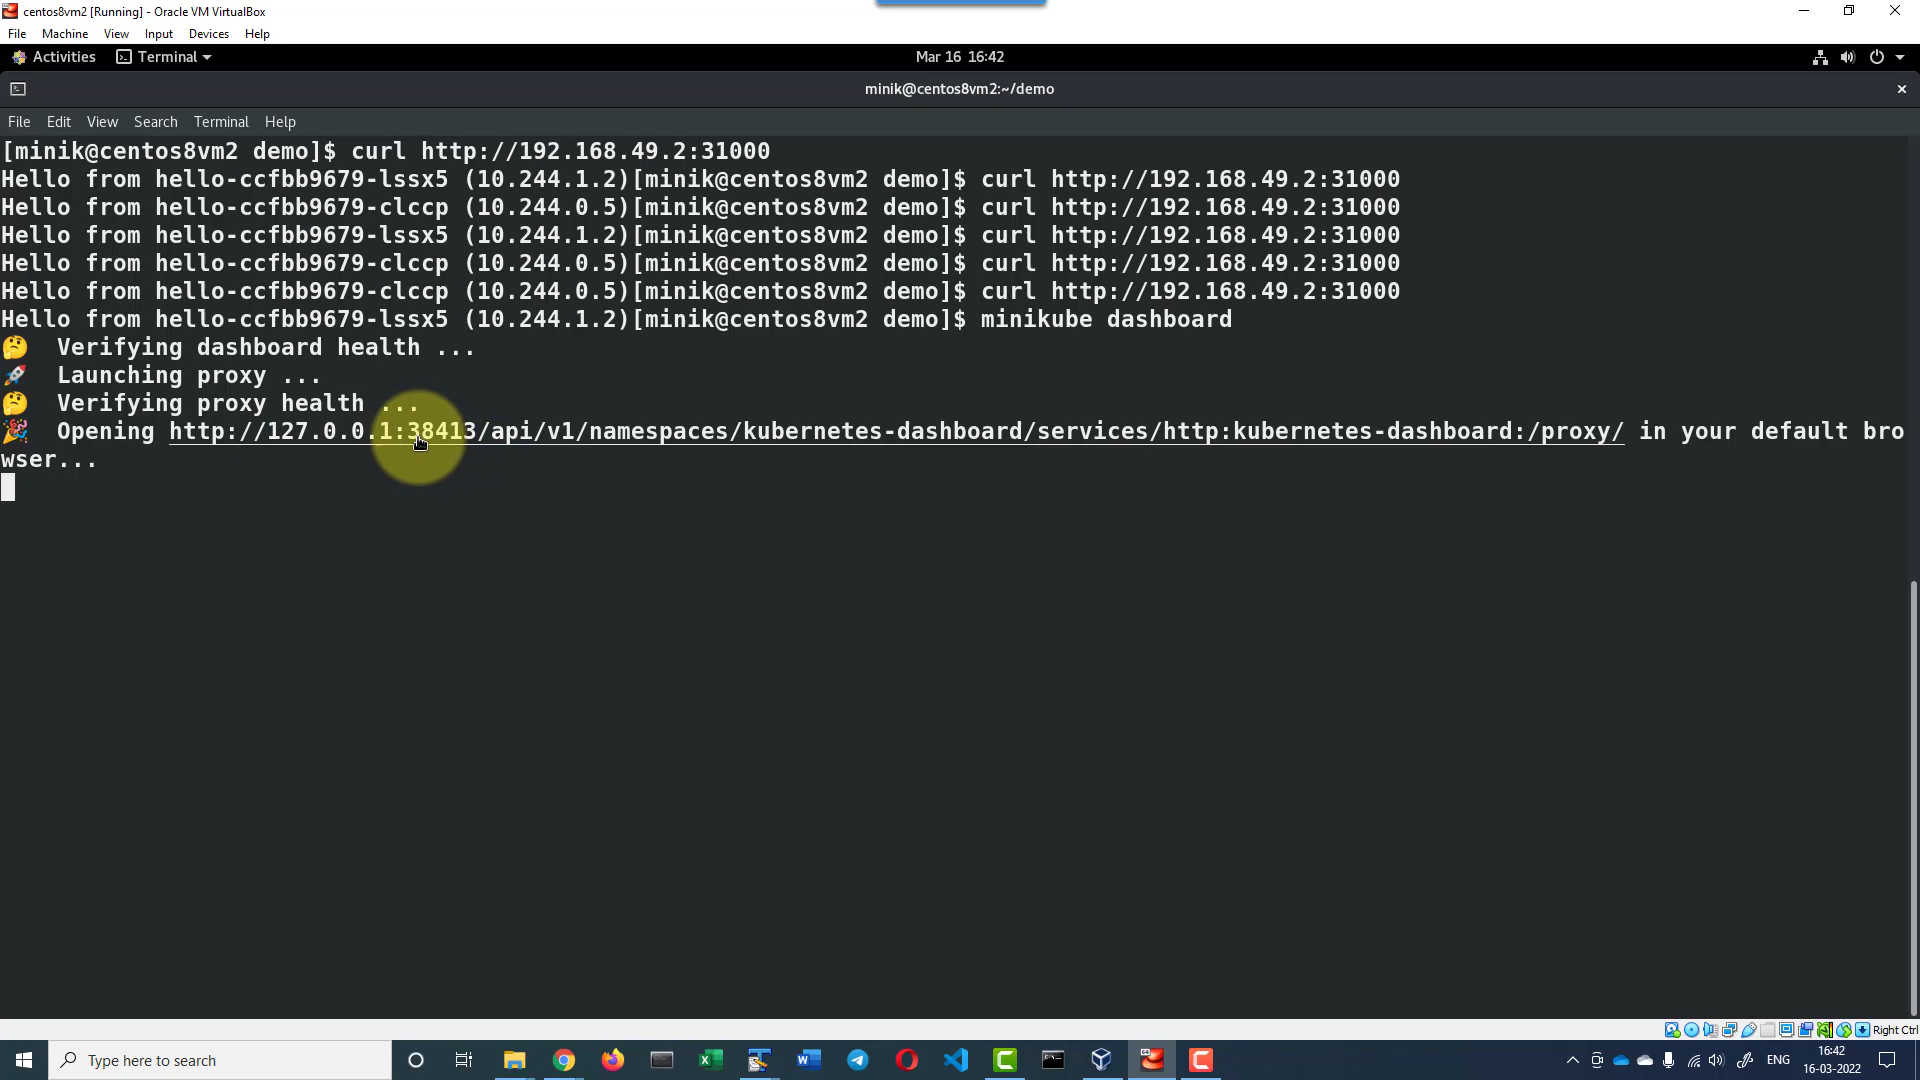 centos8vm2 [Running] - Oracle VM VirtualBox
File Machine View Input Devices Help
Activities Terminal Mar 16 16:42
minik@centos8vm2:~/demo
File Edit View Search Terminal Help
[minik@centos8vm2 demo]$ curl http://192.168.49.2:31000
Hello from hello-ccfbb9679-lssx5 (10.244.1.2)[minik@centos8vm2 demo]$ curl http://192.168.49.2:31000
Hello from hello-ccfbb9679-clccp (10.244.0.5)[minik@centos8vm2 demo]$ curl http://192.168.49.2:31000
Hello from hello-ccfbb9679-lssx5 (10.244.1.2)[minik@centos8vm2 demo]$ curl http://192.168.49.2:31000
Hello from hello-ccfbb9679-clccp (10.244.0.5)[minik@centos8vm2 demo]$ curl http://192.168.49.2:31000
Hello from hello-ccfbb9679-clccp (10.244.0.5)[minik@centos8vm2 demo]$ curl http://192.168.49.2:31000
Hello from hello-ccfbb9679-lssx5 (10.244.1.2)[minik@centos8vm2 demo]$ minikube dashboard
🤔 Verifying dashboard health ...
🚀 Launching proxy ...
🤔 Verifying proxy health ...
🎉 Opening http://127.0.0.1:38413/api/v1/namespaces/kubernetes-dashboard/services/http:kubernetes-dashboard:/proxy/ in your default bro
wser...
Right Ctrl
Type here to search
ENG
16:42
16-03-2022